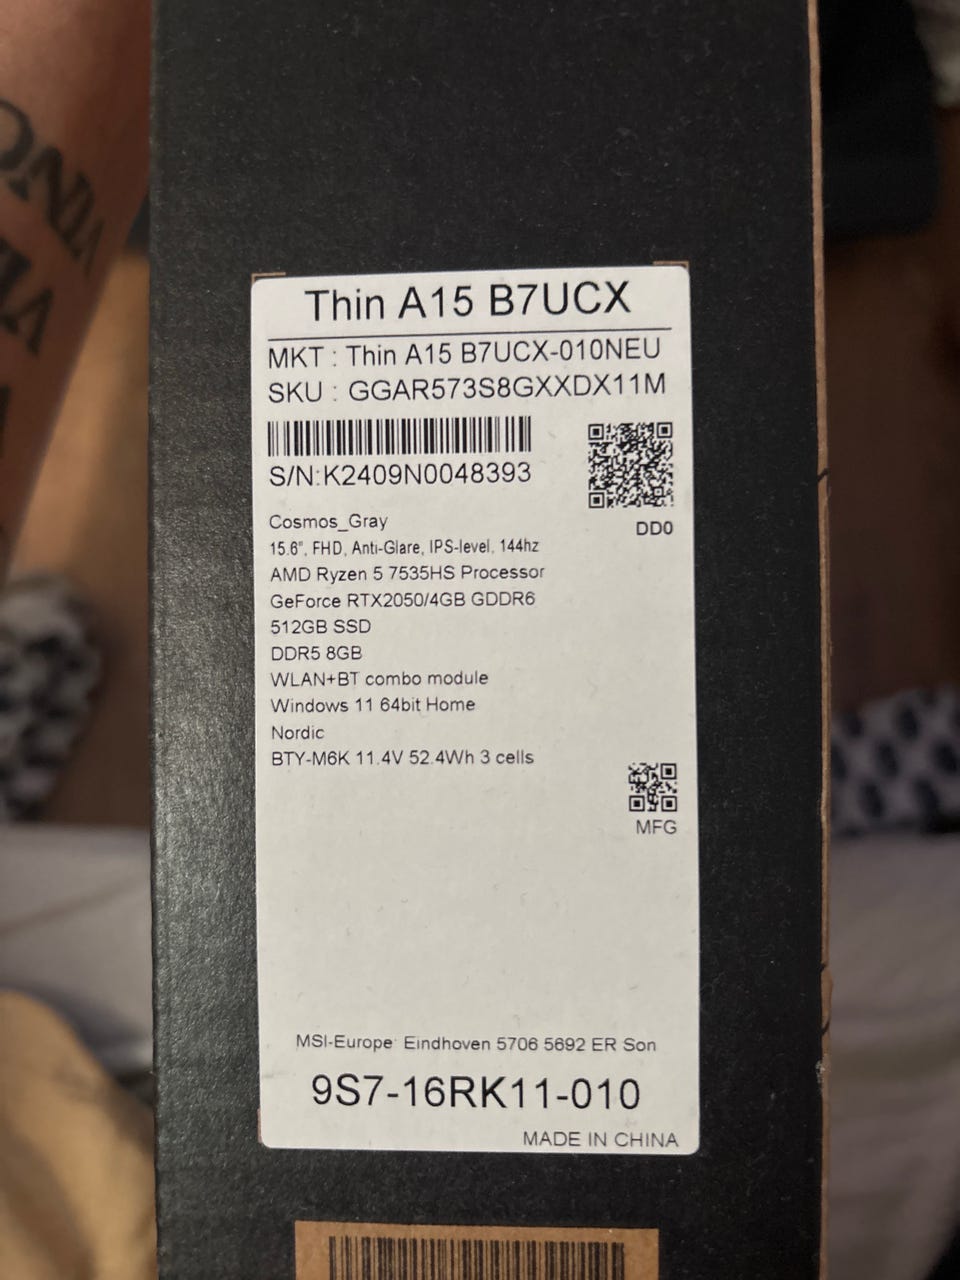 Thin A15 B7UCX
MKT : Thin A15 B7UCX-010NEU
SKU : GGAR573S8GXXDX11M
S/N:K2409N0048393
DD0
Cosmos_Gray
15.6", FHD, Anti-Glare, IPS-level, 144hz
AMD Ryzen 5 7535HS Processor
GeForce RTX2050/4GB GDDR6
512GB SSD
DDR5 8GB
WLAN+BT combo module
Windows 11 64bit Home
Nordic
BTY-M6K 11.4V 52.4Wh 3 cells
MFG
MSI-Europe: Eindhoven 5706 5692 ER Son
9S7-16RK11-010
MADE IN CHINA